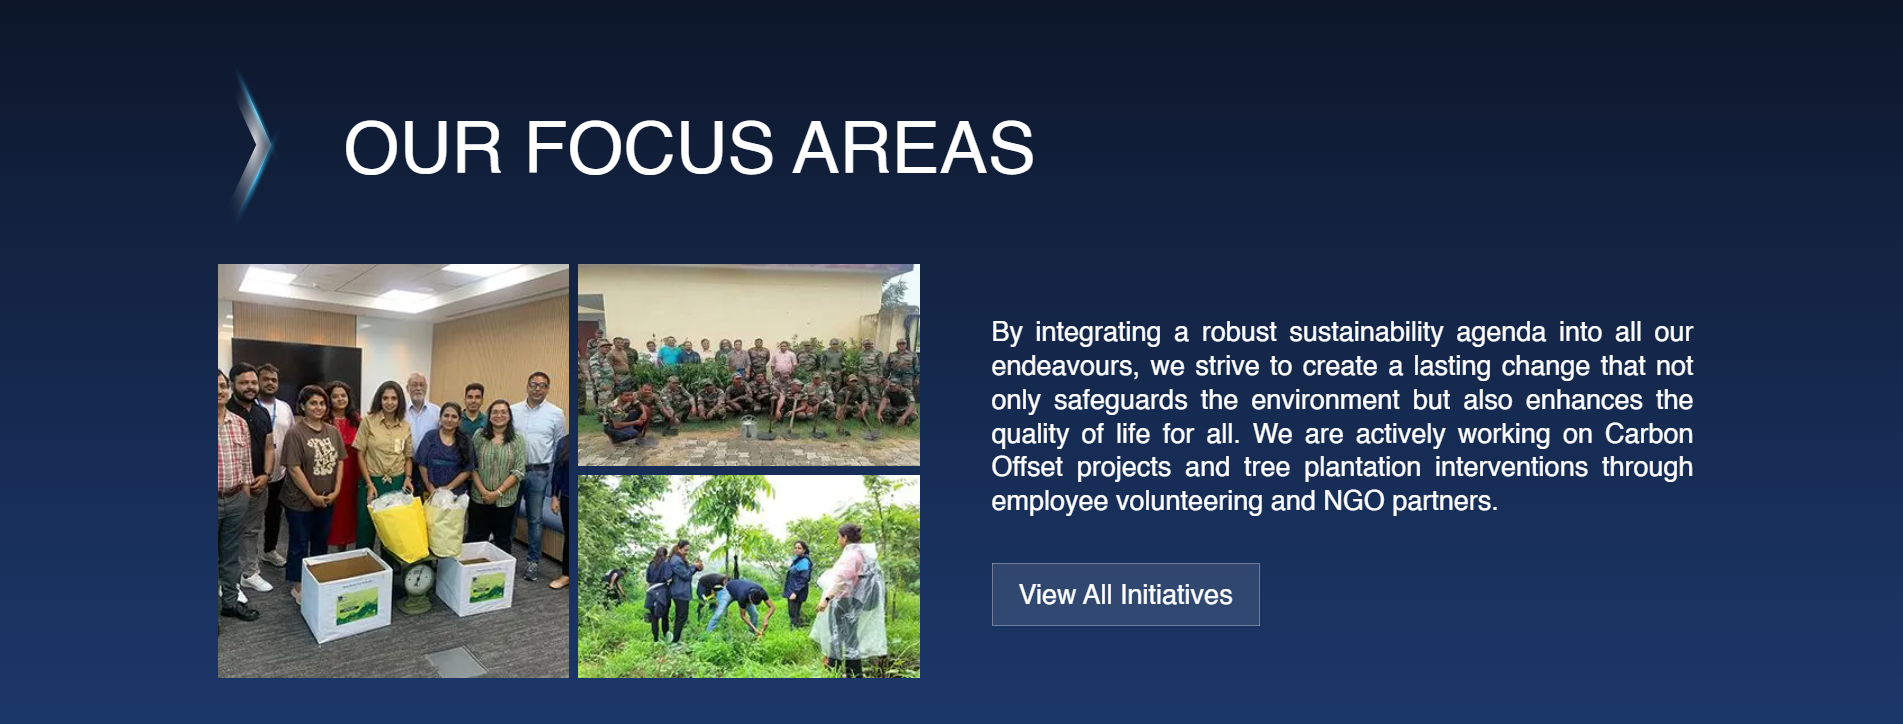 OUR FOCUS AREAS
By integrating a robust sustainability agenda into all our
endeavours, we strive to create a lasting change that not
only safeguards the environment but also enhances the
quality of life for all. We are actively working on Carbon
Offset projects and tree plantation interventions through
employee volunteering and NGO partners.
View All Initiatives